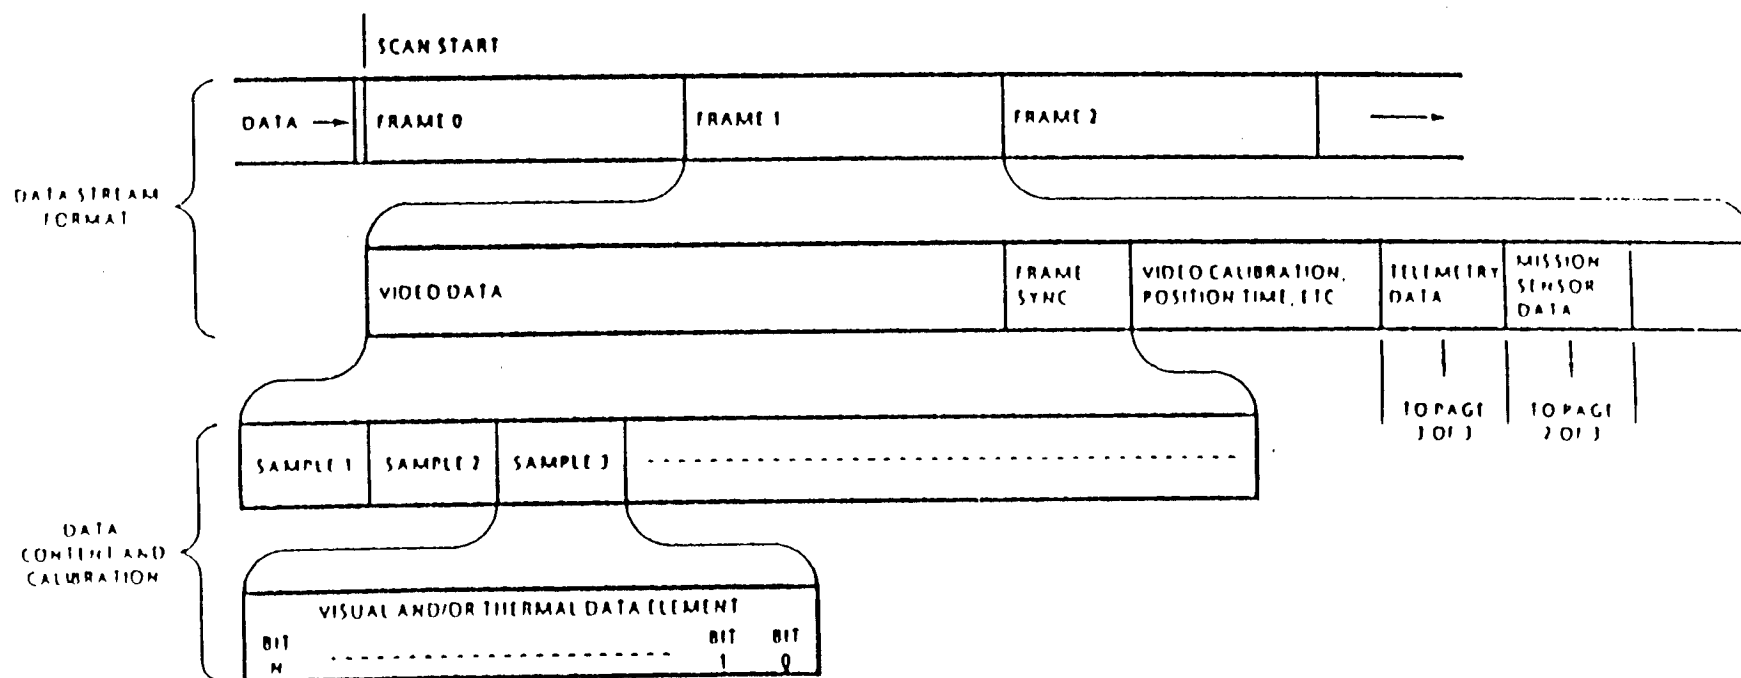 SCAN START
DATA
FRAME 0
FRAME 1
FRAME 2
DATA STREAM
FORMAT
VIDEO DATA
FRAME
SYNC
VIDEO CALIBRATION,
POSITION TIME, ETC
TELEMETRY
DATA
MISSION
SENSOR
DATA
TO PAGE
3 OF 3
TO PAGE
2 OF 3
SAMPLE 1
SAMPLE 2
SAMPLE 3
DATA
CONTENT AND
CALIBRATION
VISUAL AND/OR THERMAL DATA ELEMENT
BIT
N
BIT
1
BIT
0